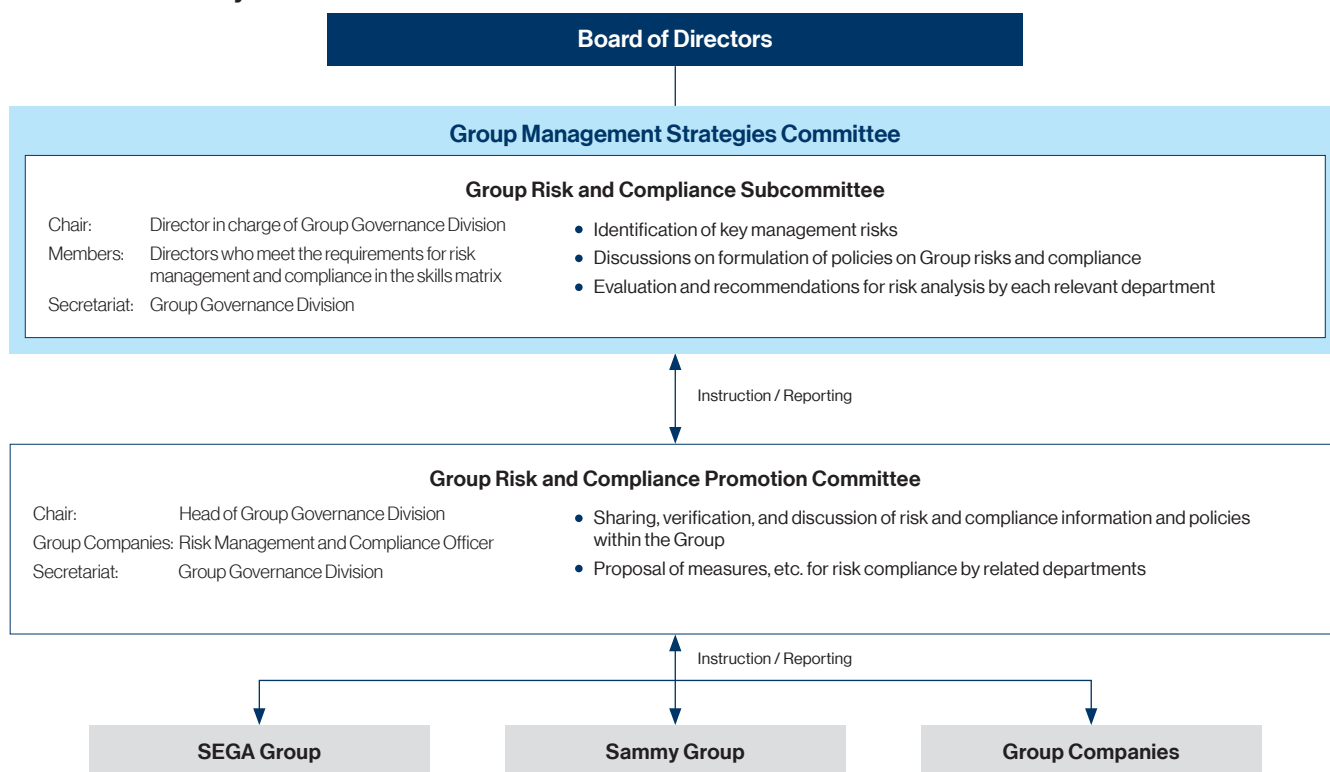 Board of Directors
Group Management Strategies Committee
Group Risk and Compliance Subcommittee
Chair: Director in charge of Group Governance Division
Members: Directors who meet the requirements for risk
management and compliance in the skills matrix
Secretariat: Group Governance Division
• Identification of key management risks
• Discussions on formulation of policies on Group risks and compliance
• Evaluation and recommendations for risk analysis by each relevant department
Instruction / Reporting
Group Risk and Compliance Promotion Committee
Chair: Head of Group Governance Division
Group Companies: Risk Management and Compliance Officer
Secretariat: Group Governance Division
• Sharing, verification, and discussion of risk and compliance information and policies
within the Group
• Proposal of measures, etc. for risk compliance by related departments
Instruction / Reporting
SEGA Group
Sammy Group
Group Companies